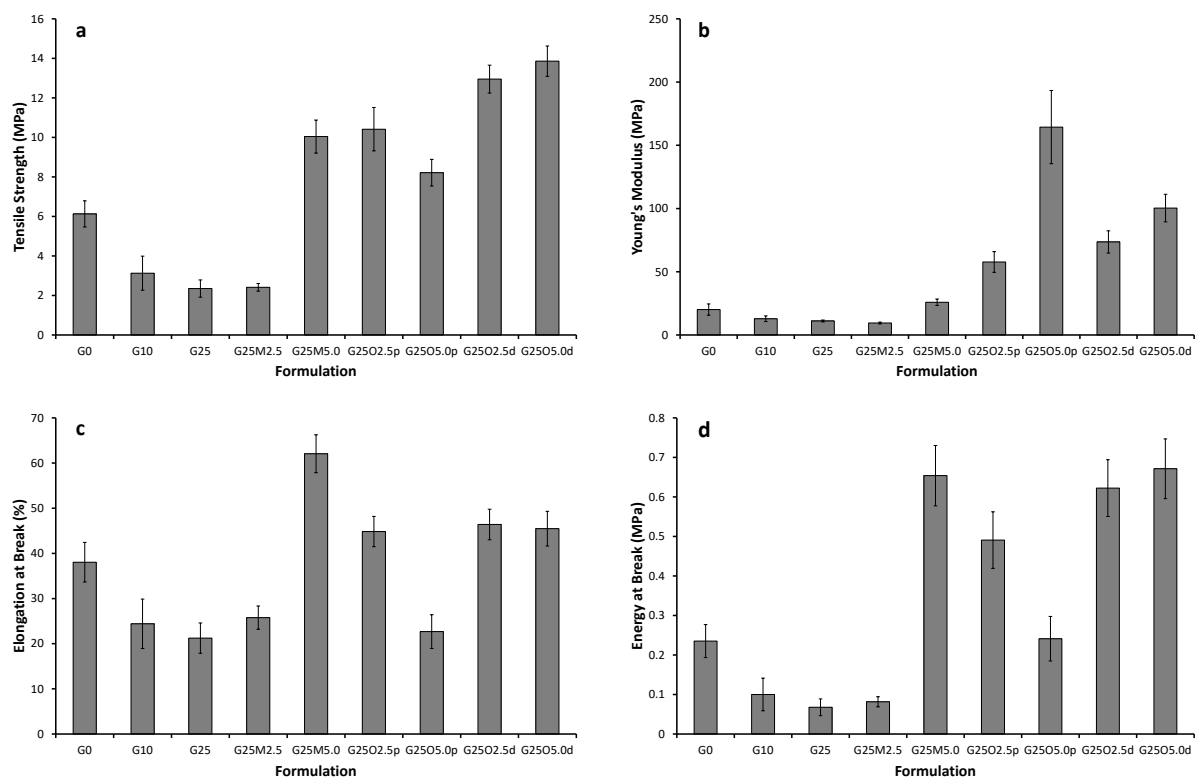 a
Tensile Strength (MPa)
16
14
12
10
8
6
4
2
0
G0 G10 G25 G25M2.5 G25M5.0 G25O2.5p G25O5.0p G25O2.5d G25O5.0d
Formulation
b
Young's Modulus (MPa)
250
200
150
100
50
0
G0 G10 G25 G25M2.5 G25M5.0 G25O2.5p G25O5.0p G25O2.5d G25O5.0d
Formulation
c
Elongation at Break (%)
70
60
50
40
30
20
10
0
G0 G10 G25 G25M2.5 G25M5.0 G25O2.5p G25O5.0p G25O2.5d G25O5.0d
Formulation
d
Energy at Break (MPa)
0.8
0.7
0.6
0.5
0.4
0.3
0.2
0.1
0
G0 G10 G25 G25M2.5 G25M5.0 G25O2.5p G25O5.0p G25O2.5d G25O5.0d
Formulation